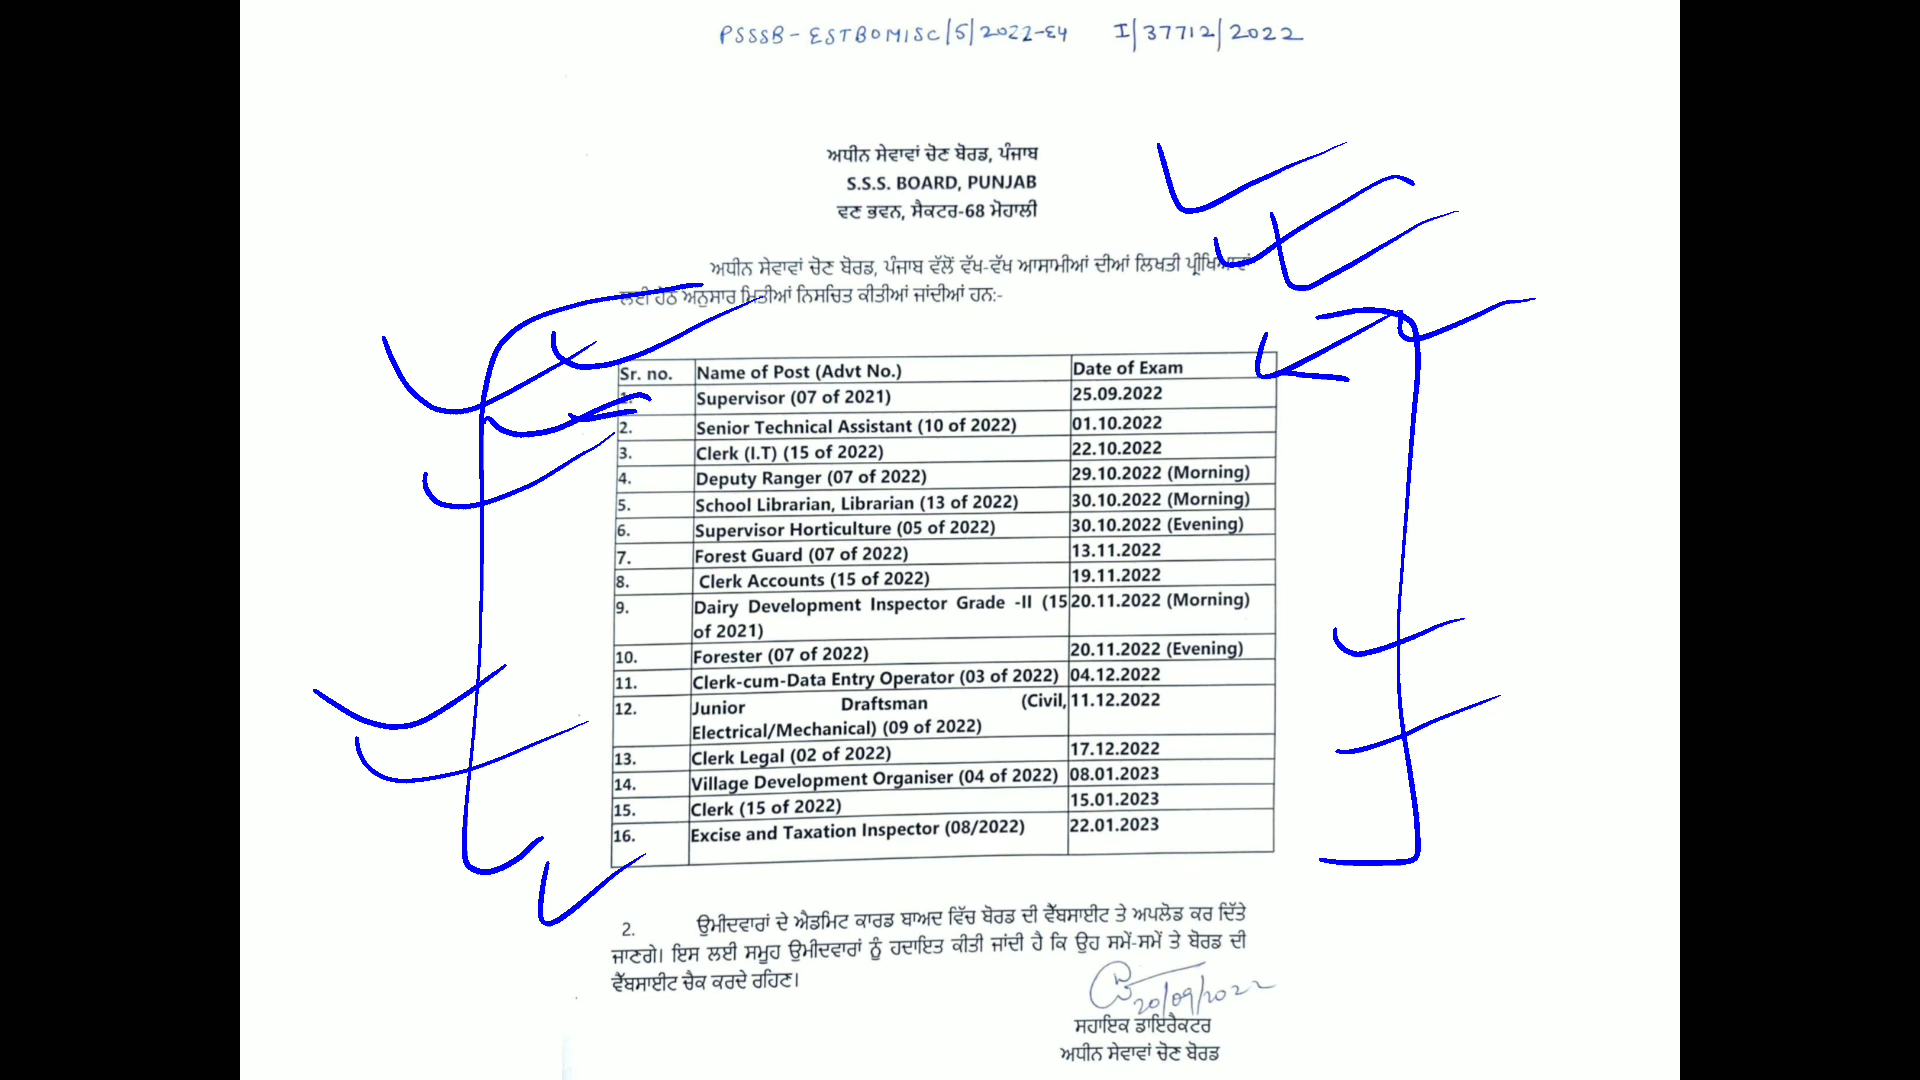 PSSSB-ESTBOMISC/5/2022-E4 I/37712/2022
ਅਧੀਨ ਸੇਵਾਵਾਂ ਚੋਣ ਬੋਰਡ, ਪੰਜਾਬ
S.S.S. BOARD, PUNJAB
ਵਣ ਭਵਨ, ਸੈਕਟਰ-68 ਮੋਹਾਲੀ
ਅਧੀਨ ਸੇਵਾਵਾਂ ਚੋਣ ਬੋਰਡ, ਪੰਜਾਬ ਵੱਲੋਂ ਵੱਖ-ਵੱਖ ਆਸਾਮੀਆਂ ਦੀਆਂ ਲਿਖਤੀ ਪ੍ਰੀਖਿਆਵਾਂ
ਲਈ ਹੇਠ ਅਨੁਸਾਰ ਮਿਤੀਆਂ ਨਿਸਚਿਤ ਕੀਤੀਆਂ ਜਾਂਦੀਆਂ ਹਨ:-
Sr. no. Name of Post (Advt No.) Date of Exam
1. Supervisor (07 of 2021) 25.09.2022
2. Senior Technical Assistant (10 of 2022) 01.10.2022
3. Clerk (I.T) (15 of 2022) 22.10.2022
4. Deputy Ranger (07 of 2022) 29.10.2022 (Morning)
5. School Librarian, Librarian (13 of 2022) 30.10.2022 (Morning)
6. Supervisor Horticulture (05 of 2022) 30.10.2022 (Evening)
7. Forest Guard (07 of 2022) 13.11.2022
8. Clerk Accounts (15 of 2022) 19.11.2022
9. Dairy Development Inspector Grade -II (15 20.11.2022 (Morning)
of 2021)
10. Forester (07 of 2022) 20.11.2022 (Evening)
11. Clerk-cum-Data Entry Operator (03 of 2022) 04.12.2022
12. Junior Draftsman (Civil, 11.12.2022
Electrical/Mechanical) (09 of 2022)
13. Clerk Legal (02 of 2022) 17.12.2022
14. Village Development Organiser (04 of 2022) 08.01.2023
15. Clerk (15 of 2022) 15.01.2023
16. Excise and Taxation Inspector (08/2022) 22.01.2023
2. ਉਮੀਦਵਾਰਾਂ ਦੇ ਐਡਮਿਟ ਕਾਰਡ ਬਾਅਦ ਵਿੱਚ ਬੋਰਡ ਦੀ ਵੈੱਬਸਾਈਟ ਤੇ ਅਪਲੋਡ ਕਰ ਦਿੱਤੇ
ਜਾਣਗੇ। ਇਸ ਲਈ ਸਮੂਹ ਉਮੀਦਵਾਰਾਂ ਨੂੰ ਹਦਾਇਤ ਕੀਤੀ ਜਾਂਦੀ ਹੈ ਕਿ ਉਹ ਸਮੇਂ-ਸਮੇਂ ਤੇ ਬੋਰਡ ਦੀ
ਵੈੱਬਸਾਈਟ ਚੈਕ ਕਰਦੇ ਰਹਿਣ।
20/09/2022
ਸਹਾਇਕ ਡਾਇਰੈਕਟਰ
ਅਧੀਨ ਸੇਵਾਵਾਂ ਚੋਣ ਬੋਰਡ